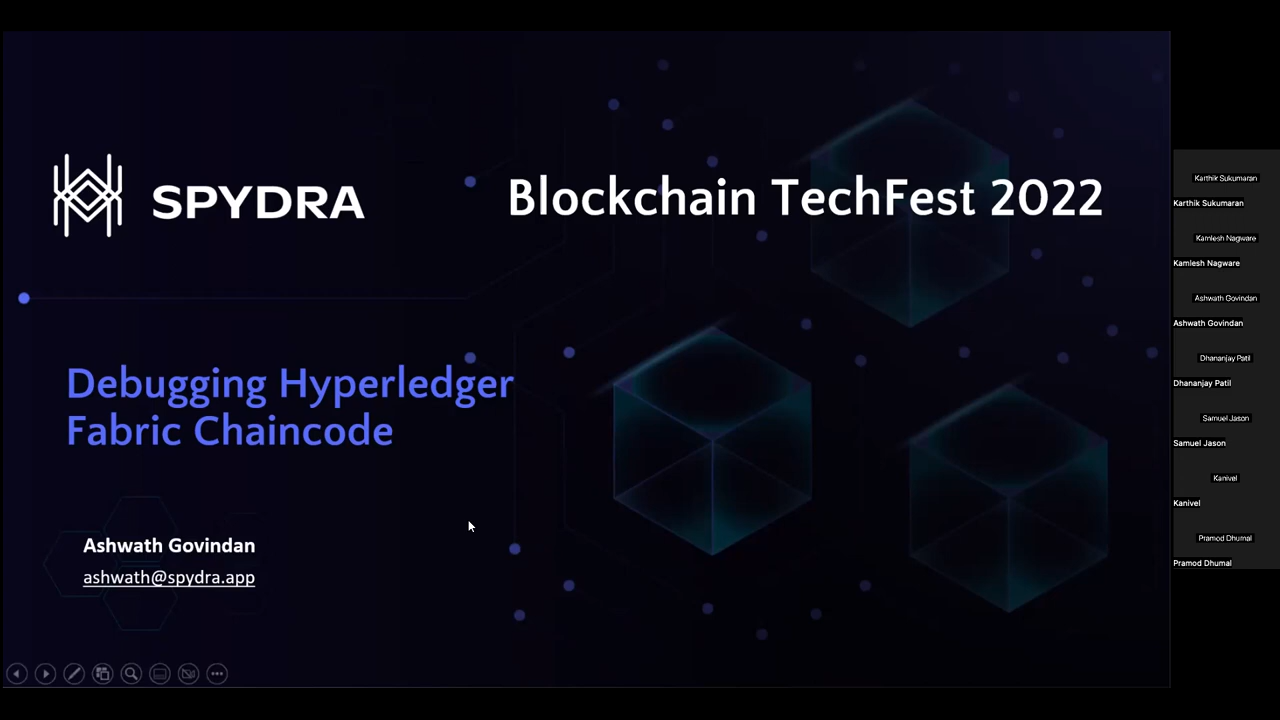 SPYDRA
Blockchain TechFest 2022
Debugging Hyperledger
Fabric Chaincode
Ashwath Govindan
ashwath@spydra.app
Karthik Sukumaran
Karthik Sukumaran
Kamlesh Nagware
Kamlesh Nagware
Ashwath Govindan
Ashwath Govindan
Dhananjay Patil
Dhananjay Patil
Samuel Jason
Samuel Jason
Kanivel
Kanivel
Pramod Dhumal
Pramod Dhumal